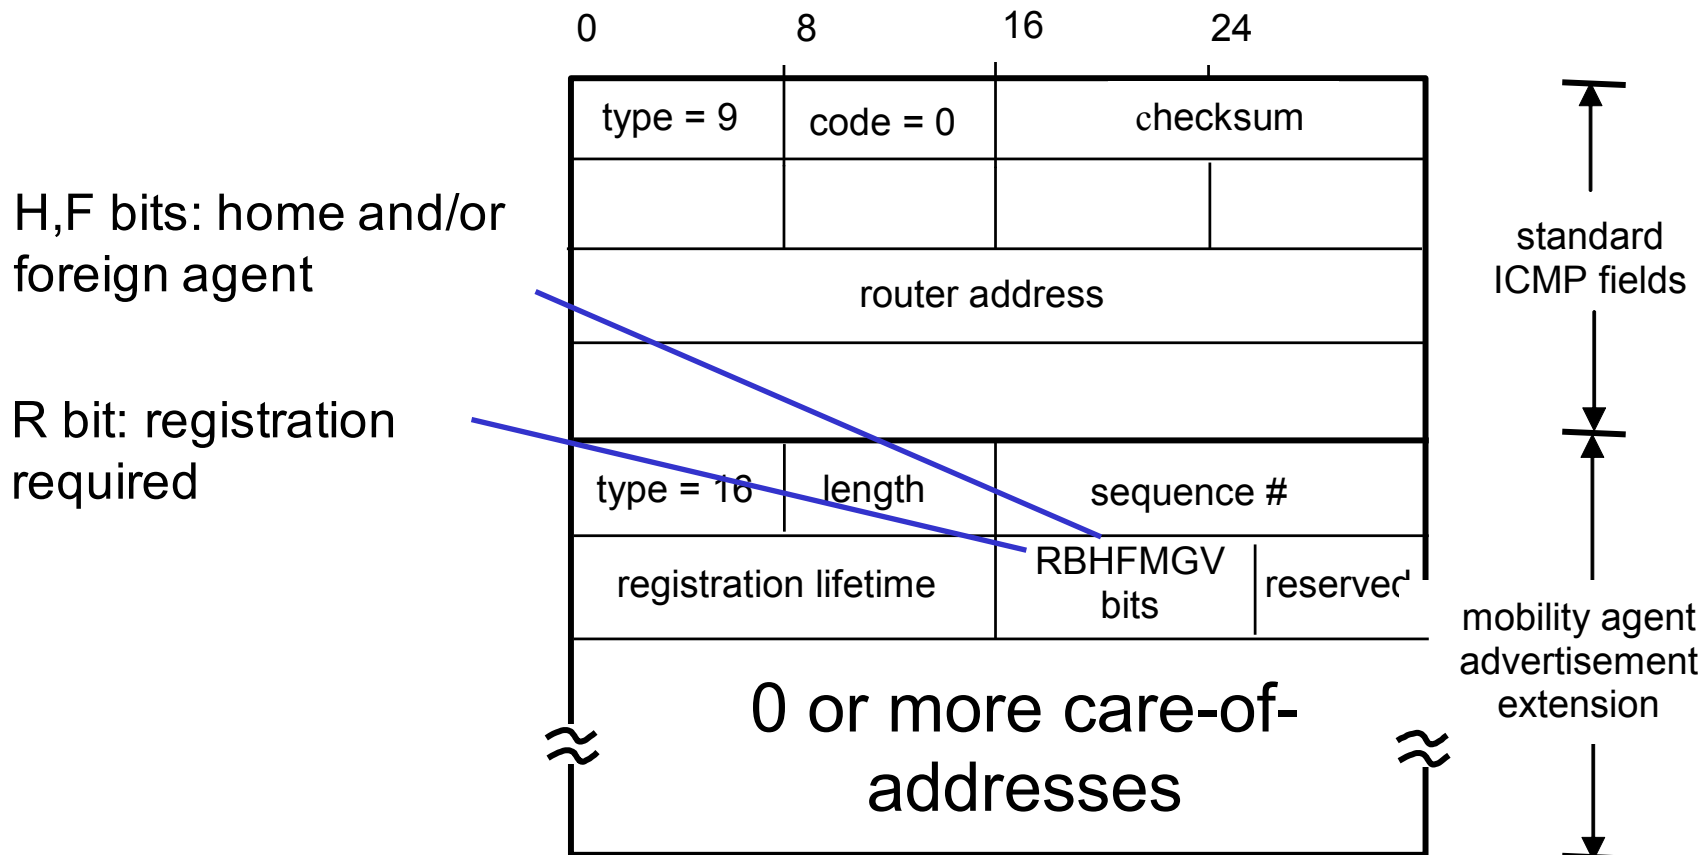 0 8 16 24
type = 9 code = 0 checksum
H,F bits: home and/or
foreign agent
router address
standard
ICMP fields
R bit: registration
required
type = 16 length sequence #
registration lifetime RBHFMGV
bits reserved
0 or more care-of-
addresses
mobility agent
advertisement
extension